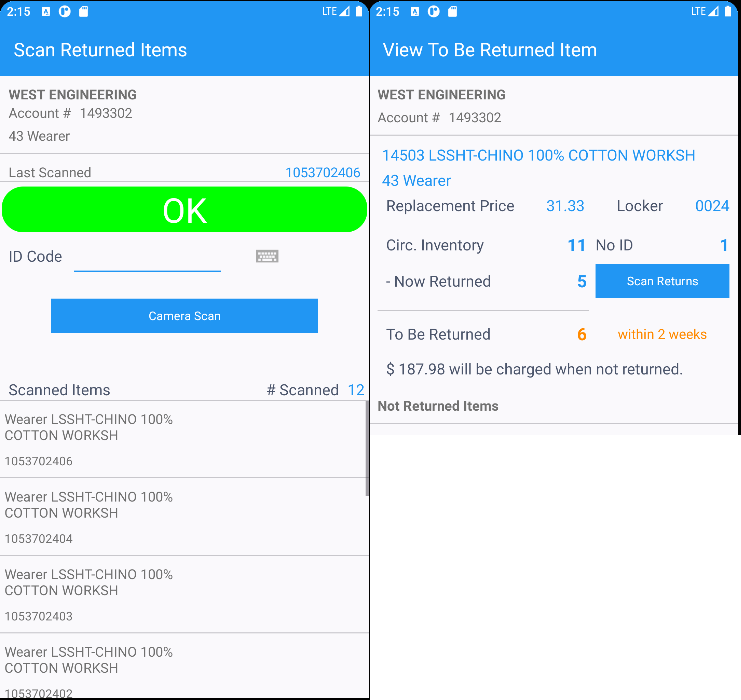 2:15
LTE
Scan Returned Items
WEST ENGINEERING
Account # 1493302
43 Wearer
Last Scanned 1053702406
OK
ID Code
Camera Scan
Scanned Items # Scanned 12
Wearer LSSHT-CHINO 100%
COTTON WORKSH
1053702406
Wearer LSSHT-CHINO 100%
COTTON WORKSH
1053702404
Wearer LSSHT-CHINO 100%
COTTON WORKSH
1053702403
Wearer LSSHT-CHINO 100%
COTTON WORKSH
1053702402
2:15
LTE
View To Be Returned Item
WEST ENGINEERING
Account # 1493302
14503 LSSHT-CHINO 100% COTTON WORKSH
43 Wearer
Replacement Price 31.33 Locker 0024
Circ. Inventory 11 No ID 1
- Now Returned 5 Scan Returns
To Be Returned 6 within 2 weeks
$ 187.98 will be charged when not returned.
Not Returned Items